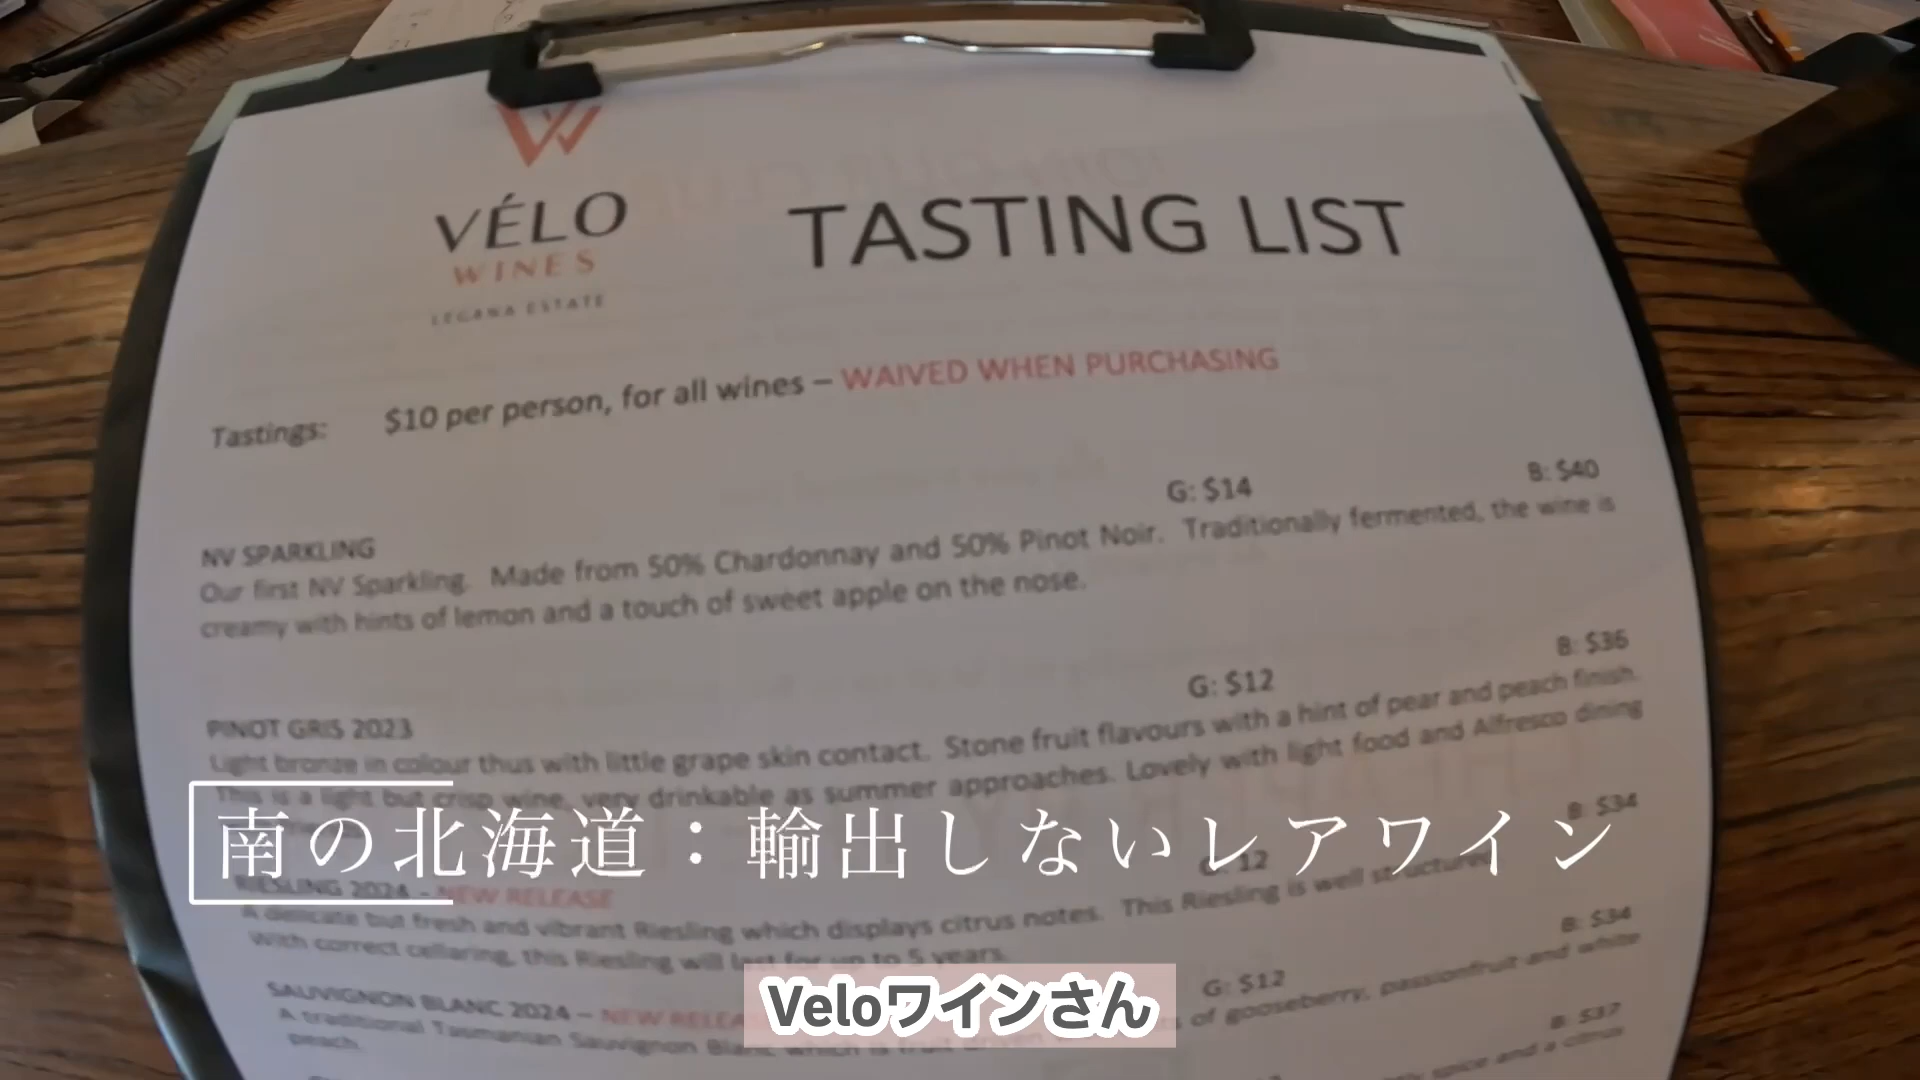 VÉLO
WINES
LEGANA ESTATE
TASTING LIST
Tastings: $10 per person, for all wines – WAIVED WHEN PURCHASING
G: $14 B: $40
NV SPARKLING
Our first NV Sparkling. Made from 50% Chardonnay and 50% Pinot Noir. Traditionally fermented, the wine is
creamy with hints of lemon and a touch of sweet apple on the nose.
G: $12 B: $36
PINOT GRIS 2023
Light bronze in colour thus with little grape skin contact. Stone fruit flavours with a hint of pear and peach finish.
This is a light but crisp wine, very drinkable as summer approaches. Lovely with light food and Alfresco dining
B: $34
南の北海道：輸出しないレアワイン
12
RIESLING 2024 – NEW RELEASE
A delicate but fresh and vibrant Riesling which displays citrus notes. This Riesling is well structured
With correct cellaring, this Riesling will last for up to 5 years.
G: $12 B: $34
SAUVIGNON BLANC 2024 – NEW RELEA
A traditional Tasmanian Sauvignon Blanc which is fruit of gooseberry, passionfruit and white
peach.
B: $37
spice and a citrus
Veloワインさん